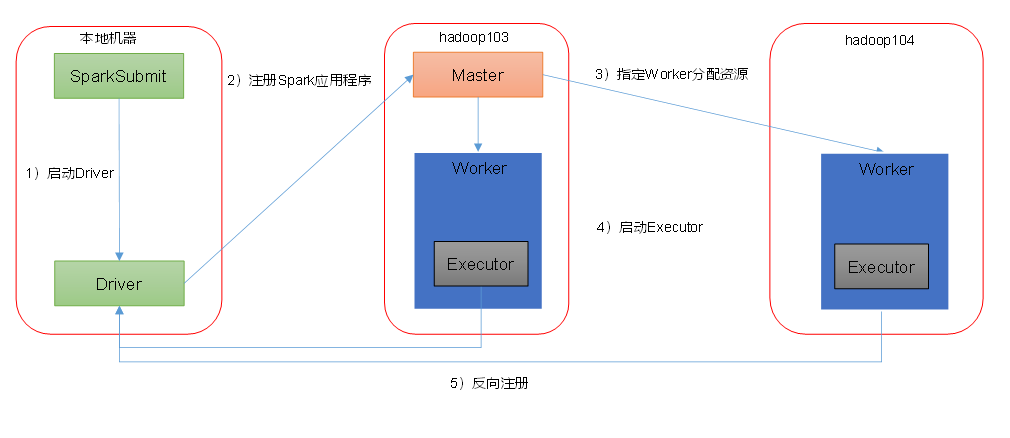 本地机器
hadoop103
hadoop104
SparkSubmit
2）注册Spark应用程序
Master
3）指定Worker分配资源
1）启动Driver
Worker
Worker
4）启动Executor
Executor
Executor
Driver
5）反向注册